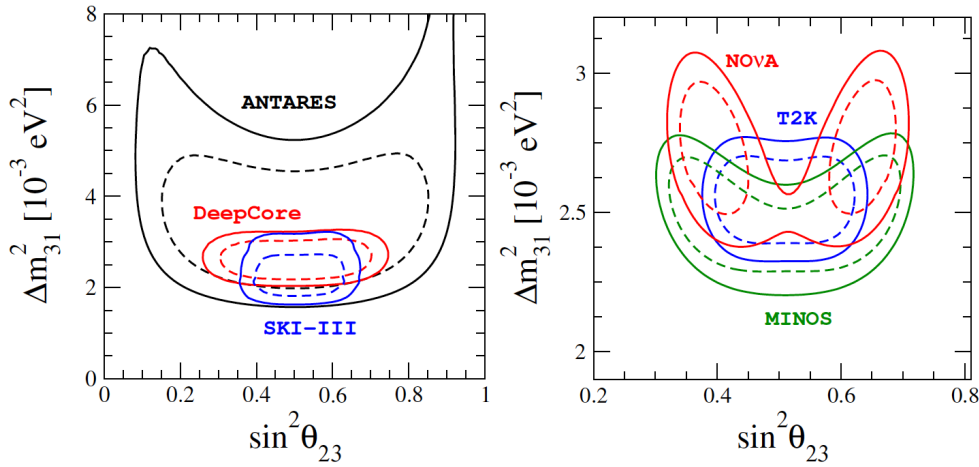 8
6
4
2
0
Δm²₃₁ [10⁻³ eV²]
ANTARES
DeepCore
SKI-III
0
0.2
0.4
0.6
0.8
1
sin²θ₂₃
3
2.5
2
Δm²₃₁ [10⁻³ eV²]
NOνA
T2K
MINOS
0.2
0.4
0.6
0.8
sin²θ₂₃